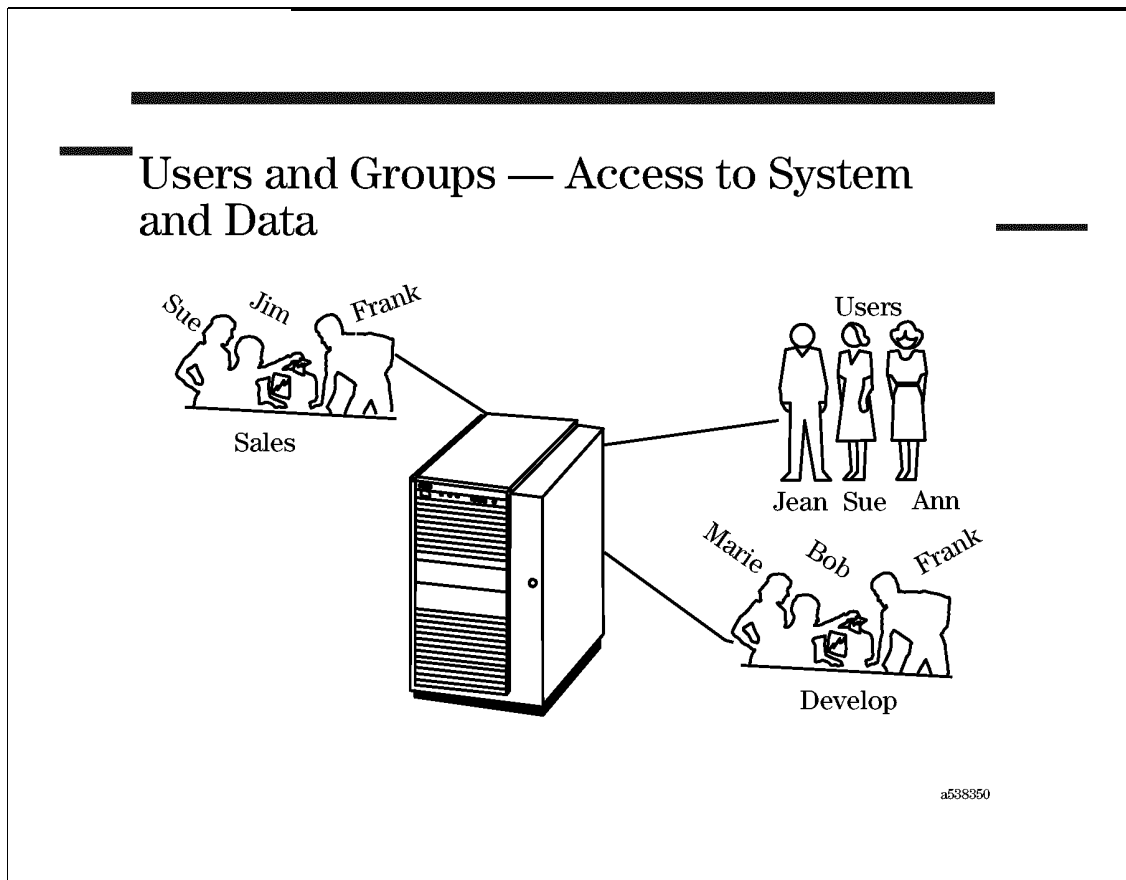 Users and Groups — Access to System
and Data
Sue Jim Frank
Sales
Users
Jean Sue Ann
Marie Bob Frank
Develop
a538350